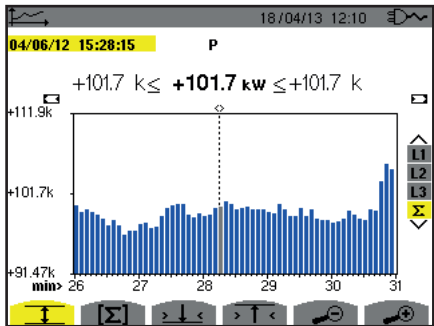 18/04/13 12:10
04/06/12 15:28:15 P
+101.7 k≤ +101.7 kw ≤+101.7 k
+111.9k
L1
L2
+101.7k
L3
Σ
+91.47k
min> 26 27 28 29 30 31
[Σ]